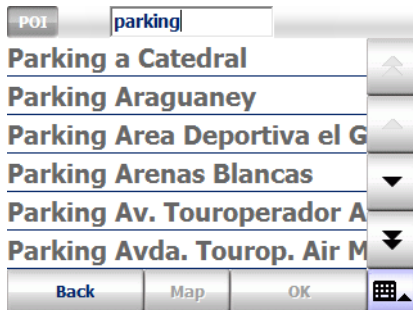 POI parking
Parking a Catedral
Parking Araguaney
Parking Area Deportiva el G
Parking Arenas Blancas
Parking Av. Touroperador A
Parking Avda. Tourop. Air M
Back Map OK